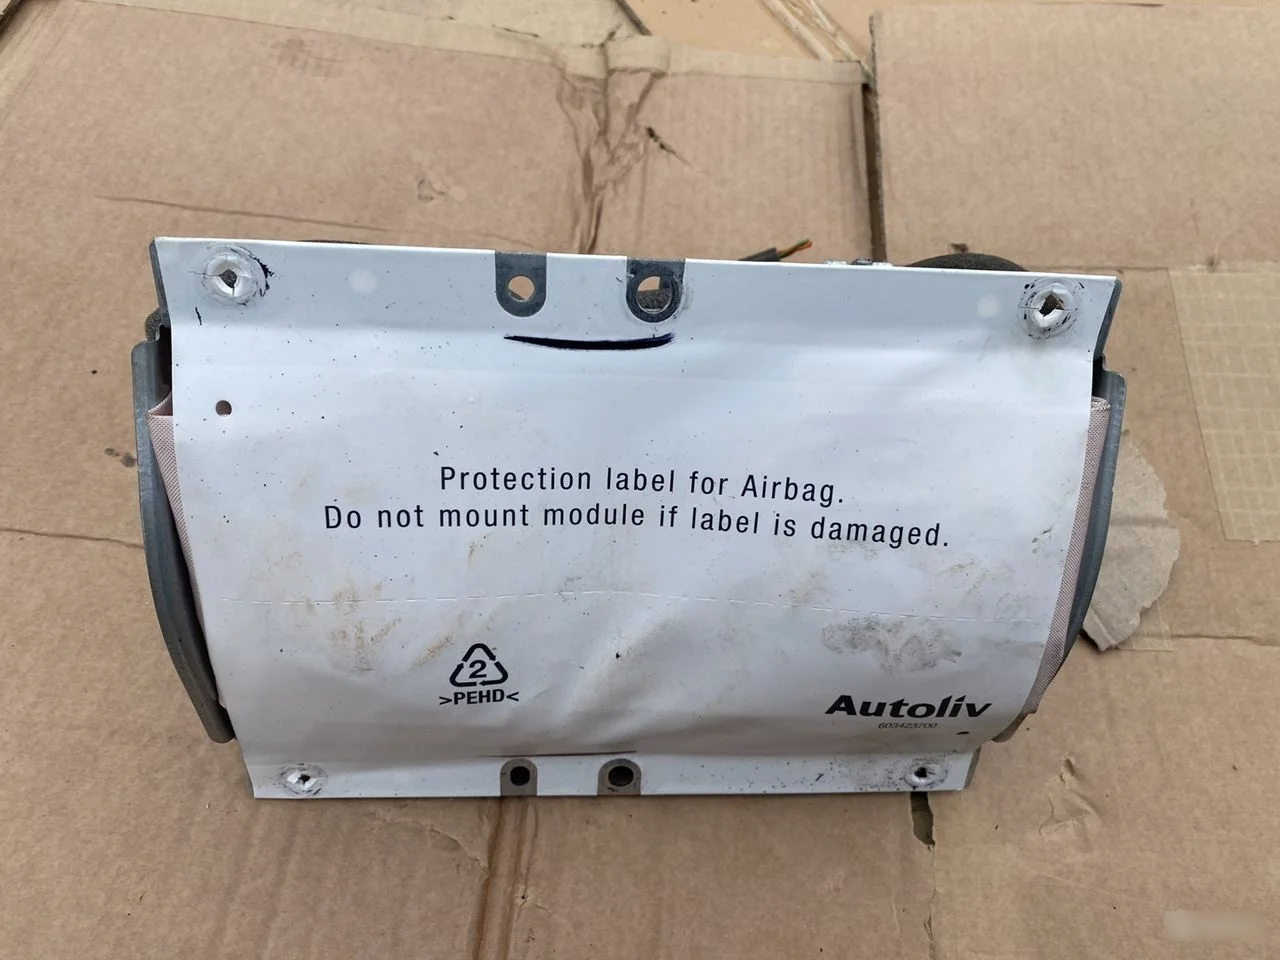 Protection label for Airbag.
Do not mount module if label is damaged.
2
>PEHD<
Autoliv
603423700